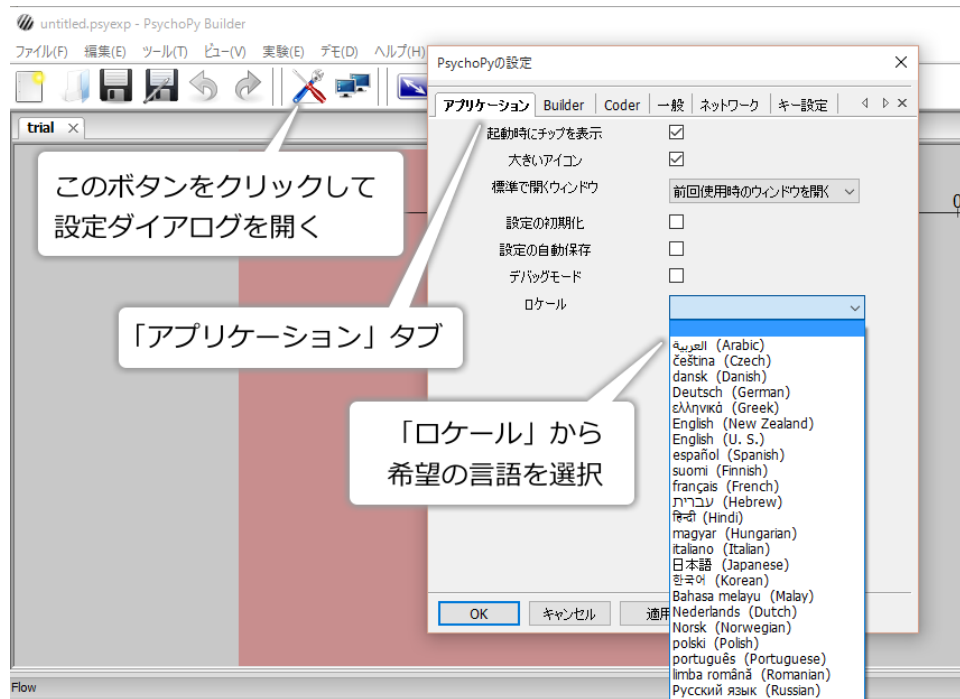 untitled.psyexp - PsychoPy Builder
ファイル(F) 編集(E) ツール(T) ビュー(V) 実験(E) デモ(D) ヘルプ(H)
trial
このボタンをクリックして
設定ダイアログを開く
「アプリケーション」タブ
「ロケール」から
希望の言語を選択
PsychoPyの設定
アプリケーション Builder Coder 一般 ネットワーク キー設定
起動時にチップを表示
大きいアイコン
標準で開くウィンドウ 前回使用時のウィンドウを開く
設定の初期化
設定の自動保存
デバッグモード
ロケール
العربية (Arabic)
čeština (Czech)
dansk (Danish)
Deutsch (German)
ελληνικά (Greek)
English (New Zealand)
English (U. S.)
español (Spanish)
suomi (Finnish)
français (French)
עברית (Hebrew)
हिन्दी (Hindi)
magyar (Hungarian)
italiano (Italian)
日本語 (Japanese)
한국어 (Korean)
Bahasa melayu (Malay)
Nederlands (Dutch)
Norsk (Norwegian)
polski (Polish)
português (Portuguese)
limba română (Romanian)
Русский язык (Russian)
OK キャンセル 適用
Flow